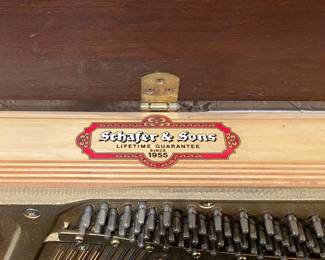 Schafer & Sons
LIFETIME GUARANTEE
SINCE
1955